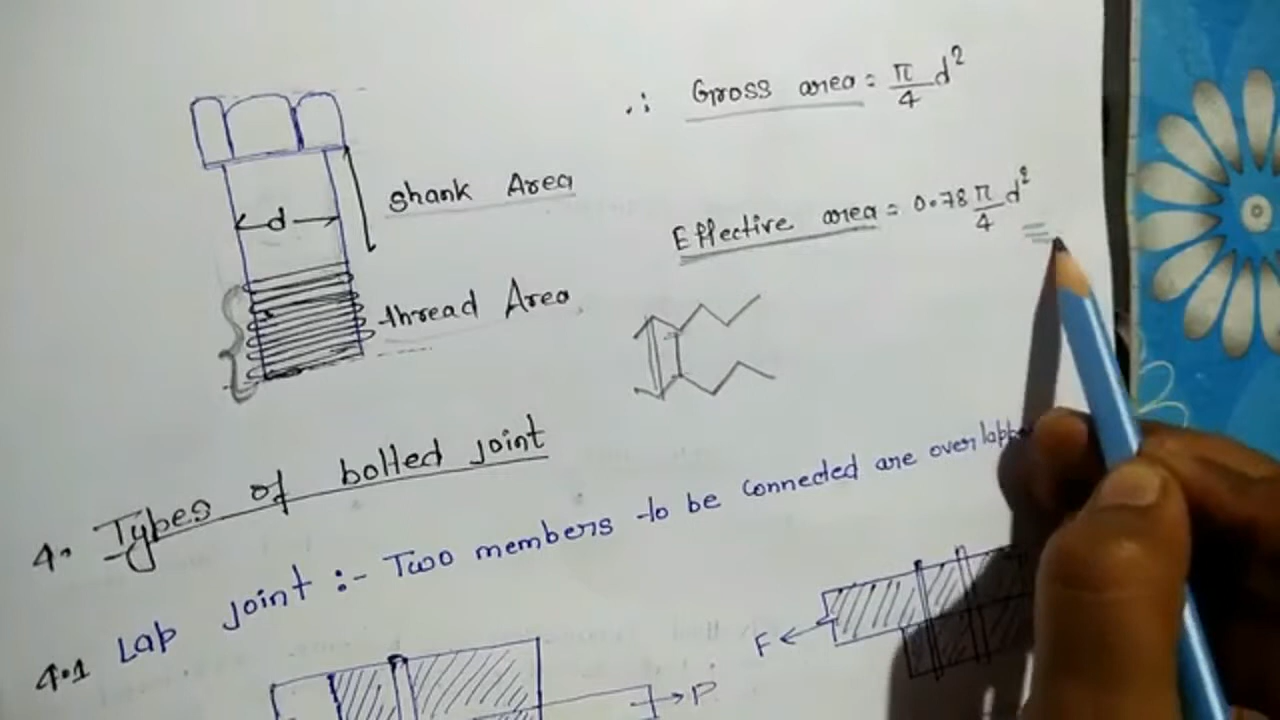 ∴ Gross area = π/4 d²
Shank Area
d
Effective area = 0.78 π/4 d²
thread Area
4. Types of bolted joint
4.1 Lap joint :- Two members to be connected are overlapped
F
P